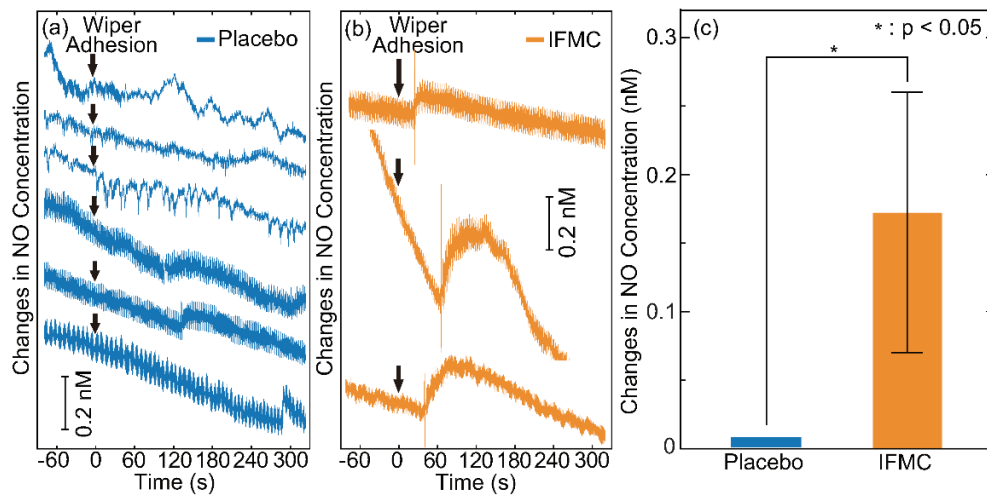 (a)
Wiper
Adhesion
Placebo
Changes in NO Concentration
0.2 nM
-60 0 60 120 180 240 300
Time (s)
(b)
Wiper
Adhesion
IFMC
Changes in NO Concentration
0.2 nM
-60 0 60 120 180 240 300
Time (s)
(c)
* : p < 0.05
*
Changes in NO Concentration (nM)
0.3
0.2
0.1
0
Placebo
IFMC